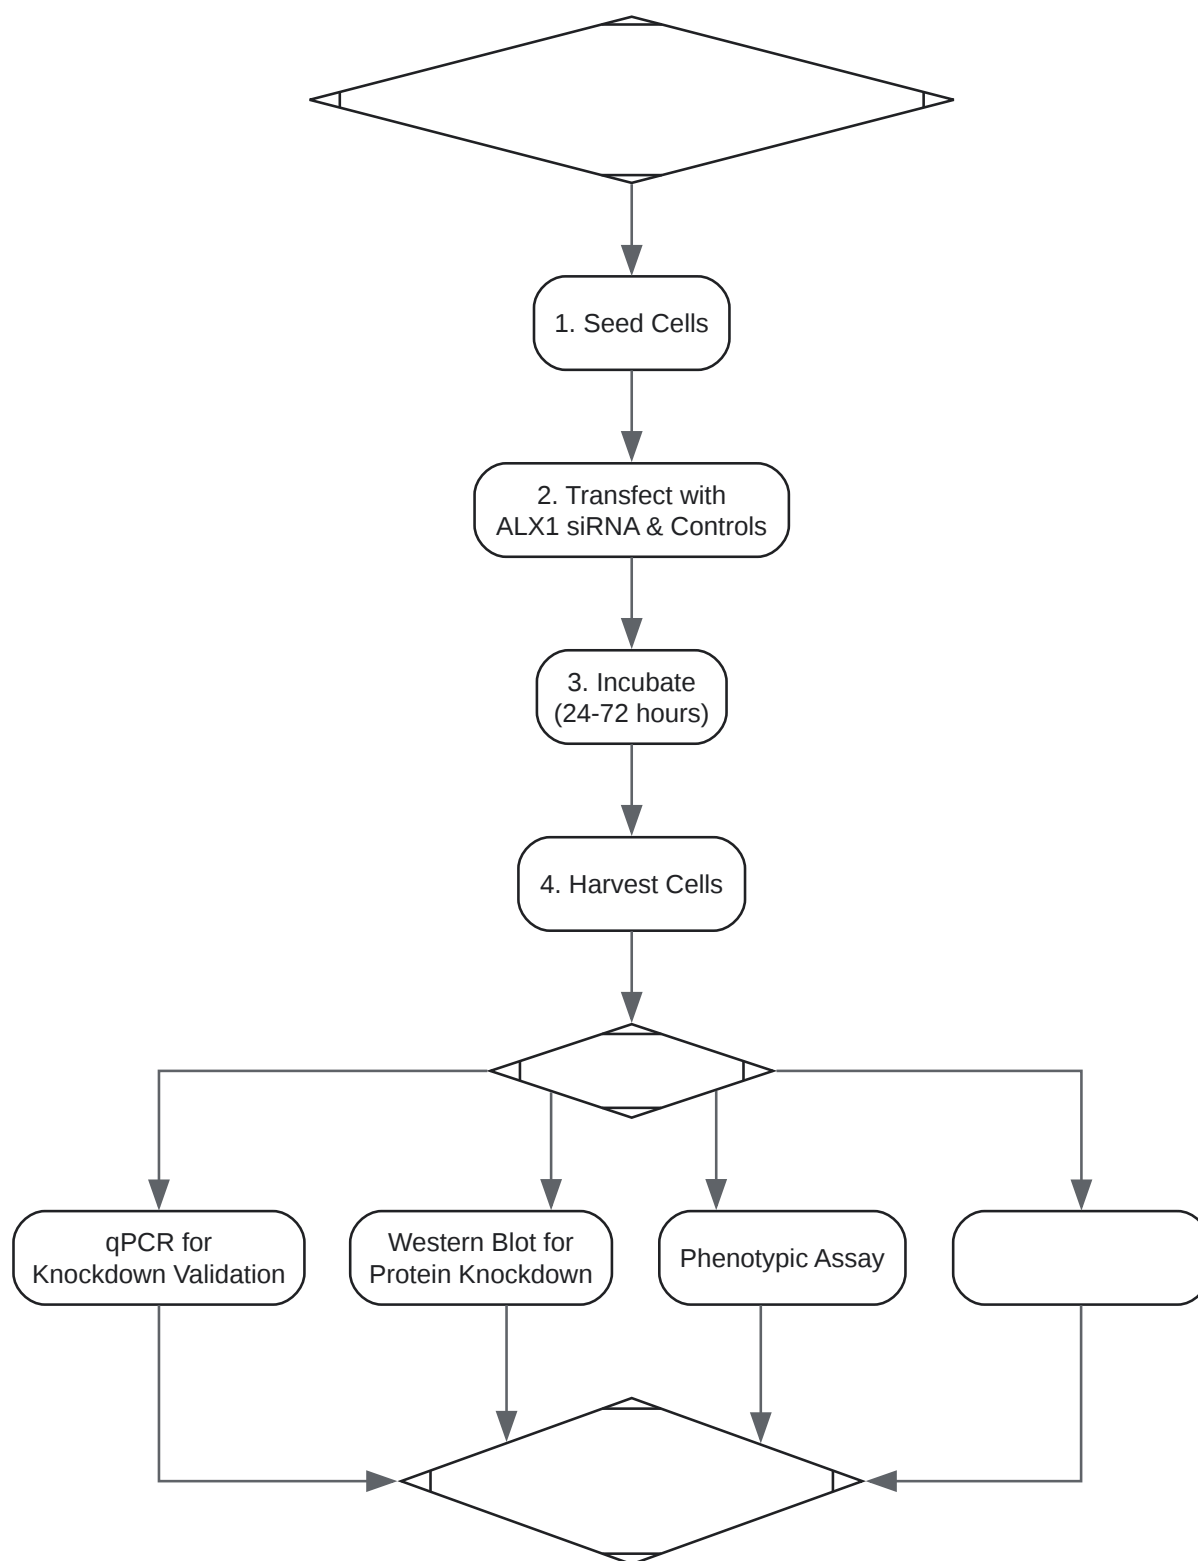 1. Seed Cells
2. Transfect with
ALX1 siRNA & Controls
3. Incubate
(24-72 hours)
4. Harvest Cells
qPCR for
Knockdown Validation
Western Blot for
Protein Knockdown
Phenotypic Assay